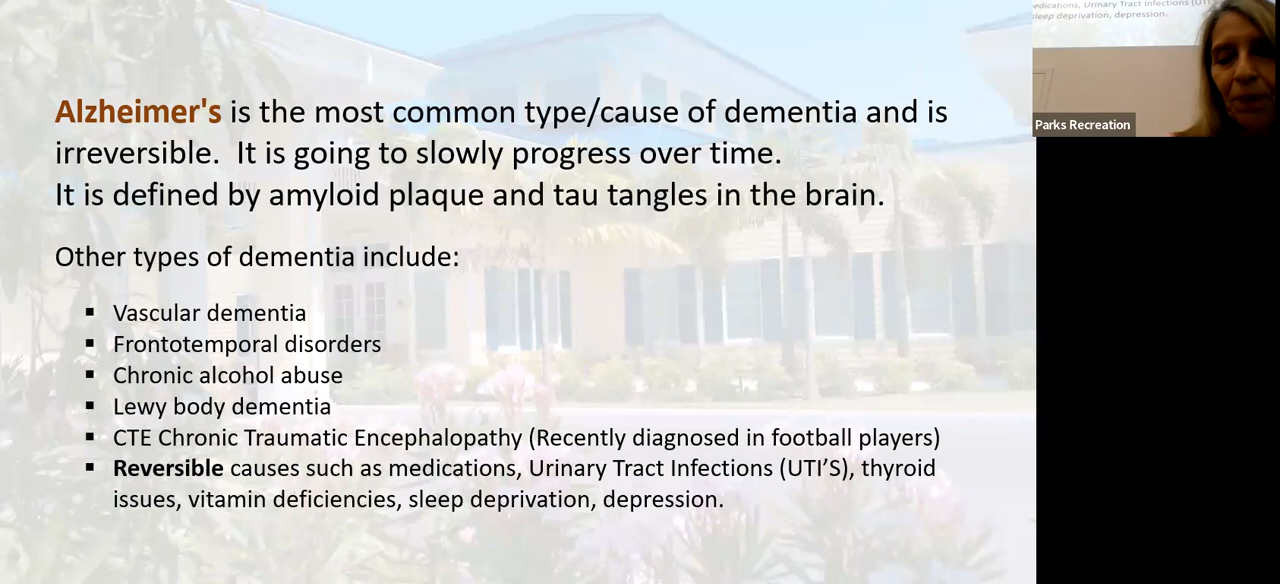 Alzheimer's is the most common type/cause of dementia and is
irreversible.  It is going to slowly progress over time.
It is defined by amyloid plaque and tau tangles in the brain.
Other types of dementia include:
▪ Vascular dementia
▪ Frontotemporal disorders
▪ Chronic alcohol abuse
▪ Lewy body dementia
▪ CTE Chronic Traumatic Encephalopathy (Recently diagnosed in football players)
▪ Reversible causes such as medications, Urinary Tract Infections (UTI’S), thyroid
issues, vitamin deficiencies, sleep deprivation, depression.
edications, Urinary Tract Infections (UT
sleep deprivation, depression.
Parks Recreation